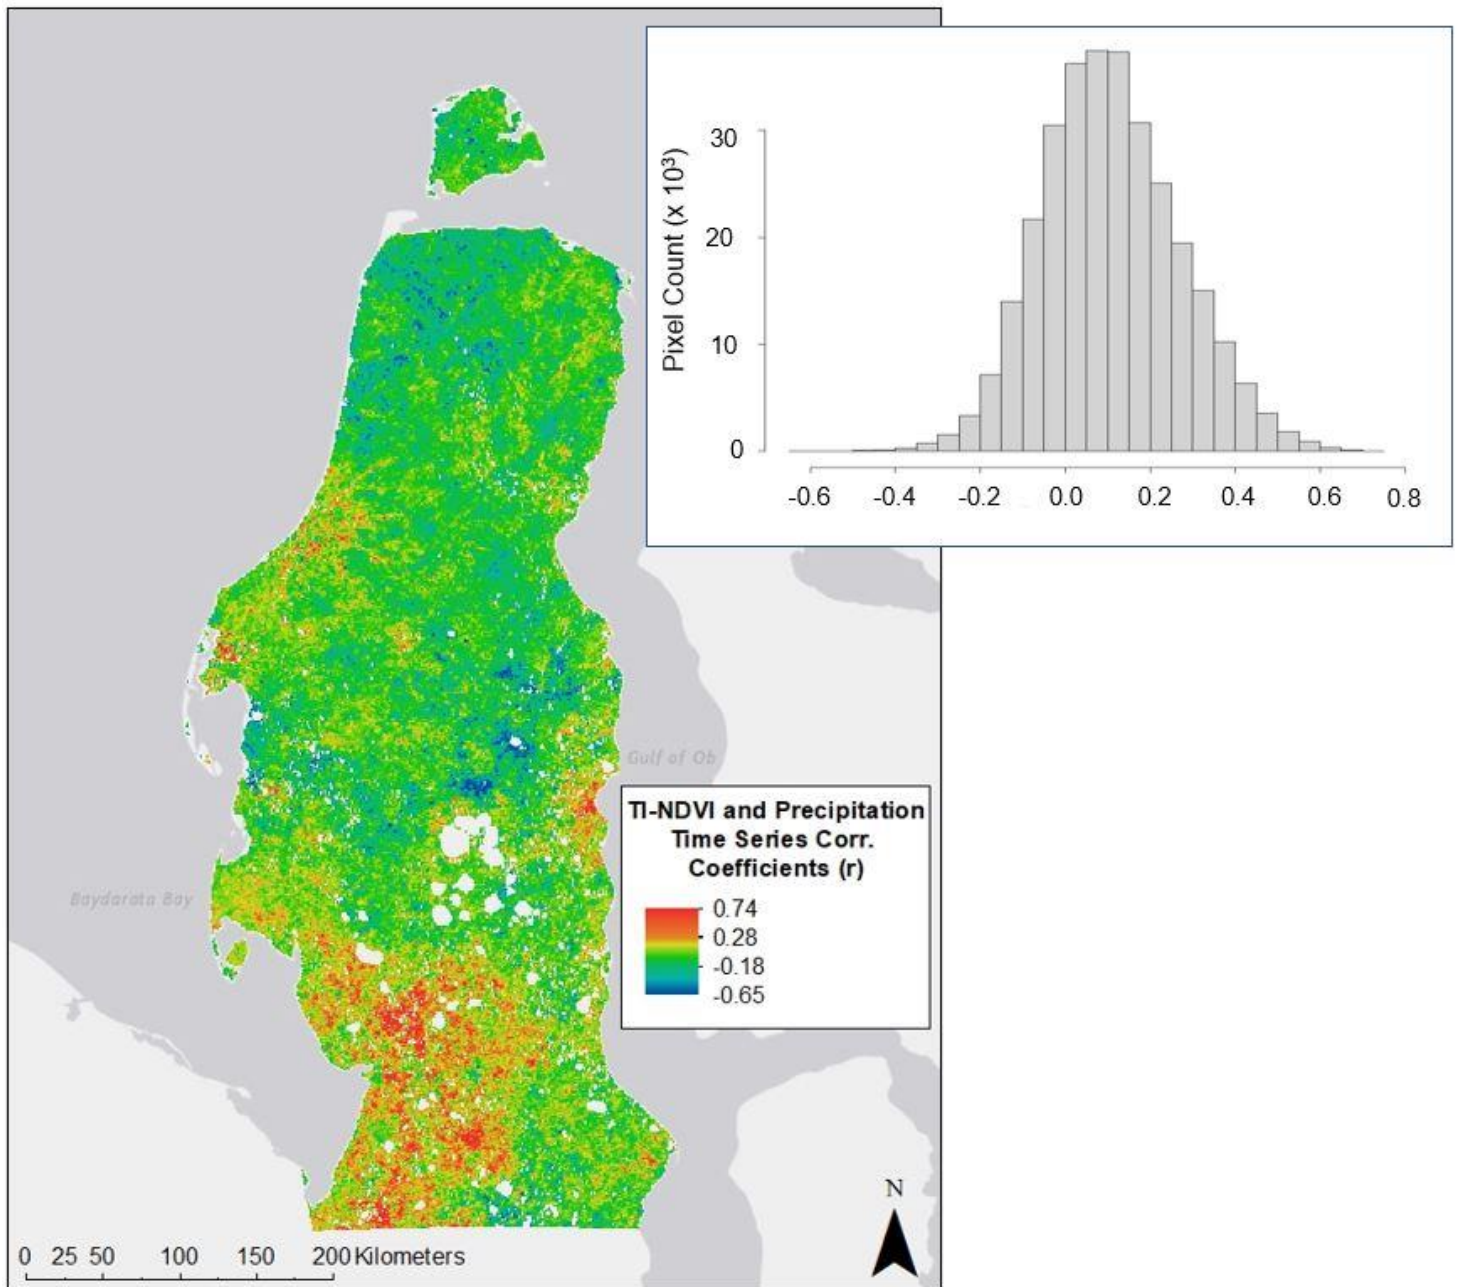 Pixel Count (x 10³)
30
20
10
0
-0.6 -0.4 -0.2 0.0 0.2 0.4 0.6 0.8
Gulf of Ob
TI-NDVI and Precipitation
Time Series Corr.
Coefficients (r)
0.74
0.28
-0.18
-0.65
Baydarata Bay
N
0 25 50 100 150 200 Kilometers